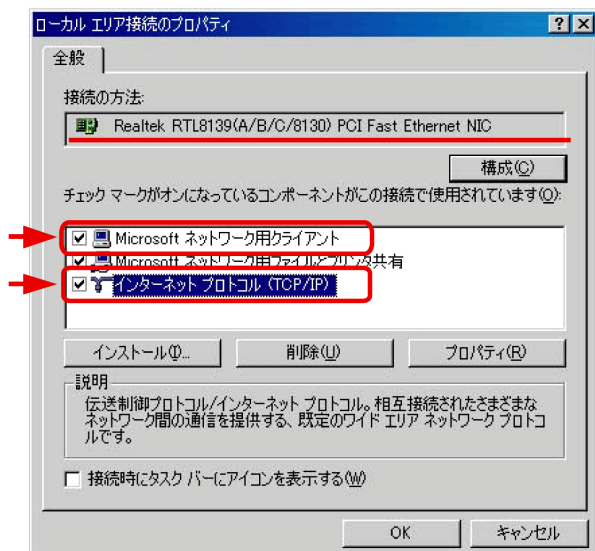 ローカル エリア接続のプロパティ
全般
接続の方法:
Realtek RTL8139(A/B/C/8130) PCI Fast Ethernet NIC
構成(C)
チェック マークがオンになっているコンポーネントがこの接続で使用されています(O):
Microsoft ネットワーク用クライアント
Microsoft ネットワーク用ファイルとプリンタ共有
インターネット プロトコル (TCP/IP)
インストール(I)... 削除(U) プロパティ(R)
説明
伝送制御プロトコル/インターネット プロトコル。相互接続されたさまざまな
ネットワーク間の通信を提供する、既定のワイド エリア ネットワーク プロトコ
ルです。
接続時にタスク バーにアイコンを表示する(W)
OK キャンセル